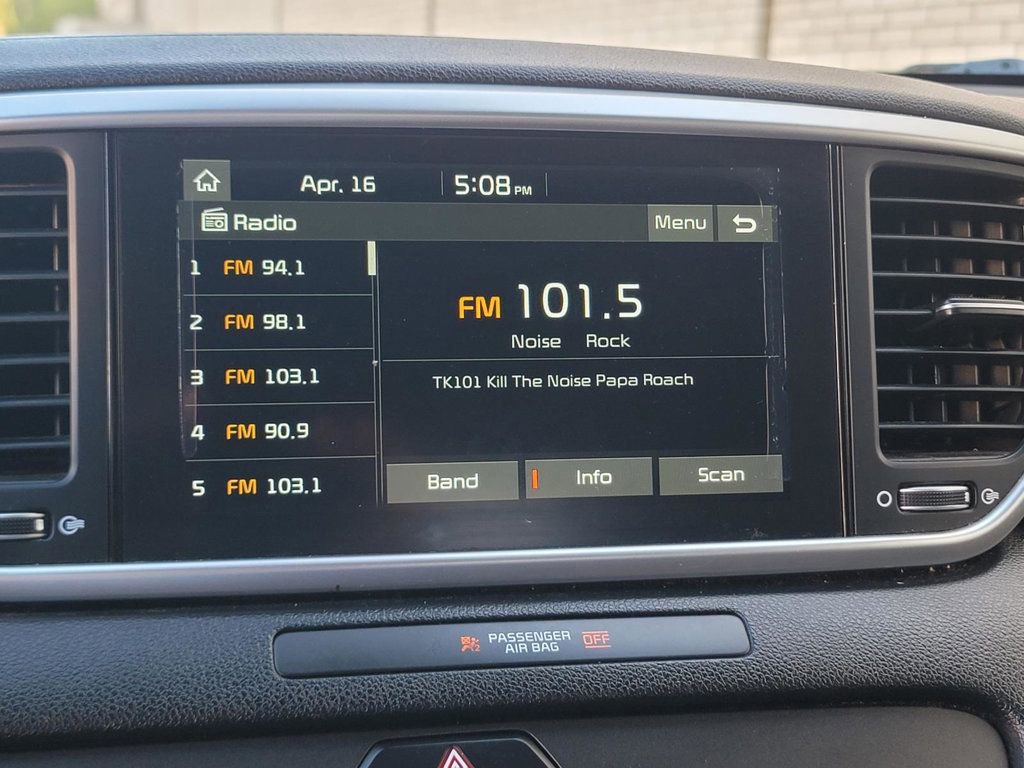 Apr. 16 5:08 PM
Radio Menu
1 FM 94.1
2 FM 98.1
3 FM 103.1
4 FM 90.9
5 FM 103.1
FM 101.5
Noise Rock
TK101 Kill The Noise Papa Roach
Band Info Scan
PASSENGER
AIR BAG OFF